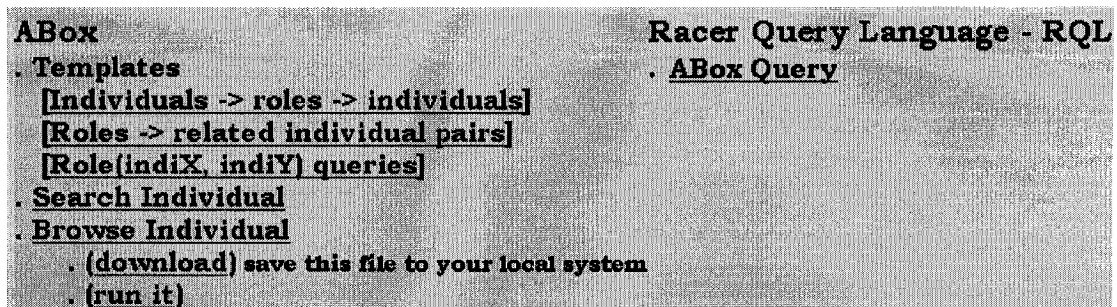 ABox
. Templates
[Individuals -> roles -> individuals]
[Roles -> related individual pairs]
[Role(indiX, indiY) queries]
. Search Individual
. Browse Individual
. (download) save this file to your local system
. (run it)
Racer Query Language - RQL
. ABox Query